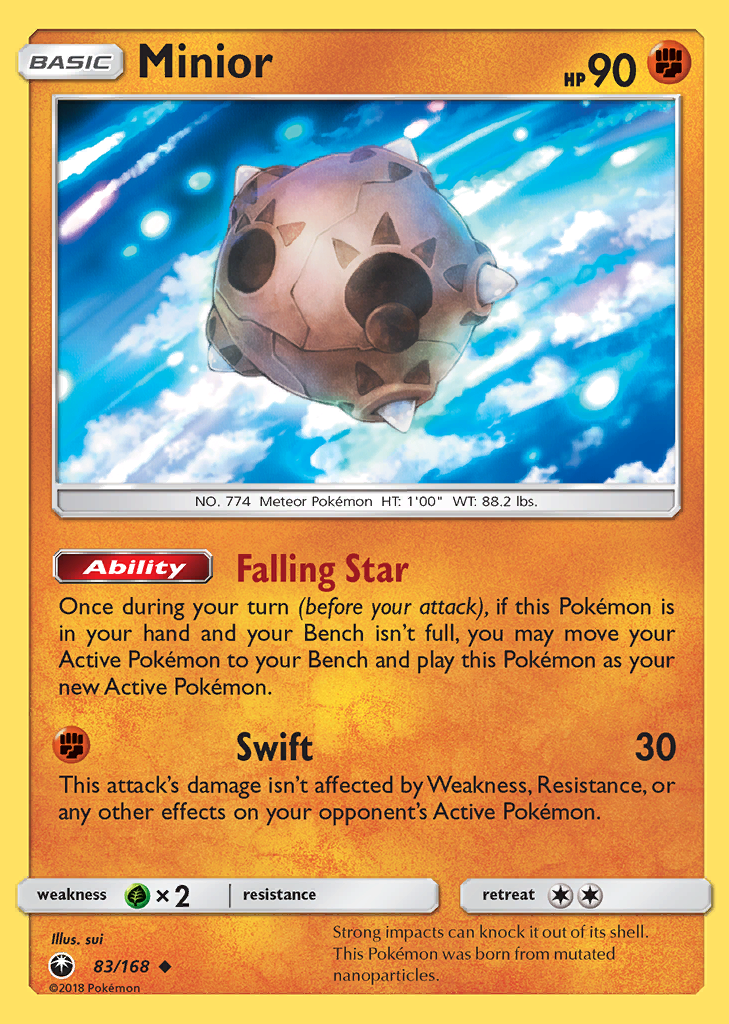 BASIC
Minior
HP90
NO. 774 Meteor Pokémon HT: 1'00" WT: 88.2 lbs.
Ability
Falling Star
Once during your turn (before your attack), if this Pokémon is
in your hand and your Bench isn't full, you may move your
Active Pokémon to your Bench and play this Pokémon as your
new Active Pokémon.
Swift 30
This attack's damage isn't affected by Weakness, Resistance, or
any other effects on your opponent's Active Pokémon.
weakness ×2 resistance retreat
Illus. sui
83/168
©2018 Pokémon
Strong impacts can knock it out of its shell.
This Pokémon was born from mutated
nanoparticles.